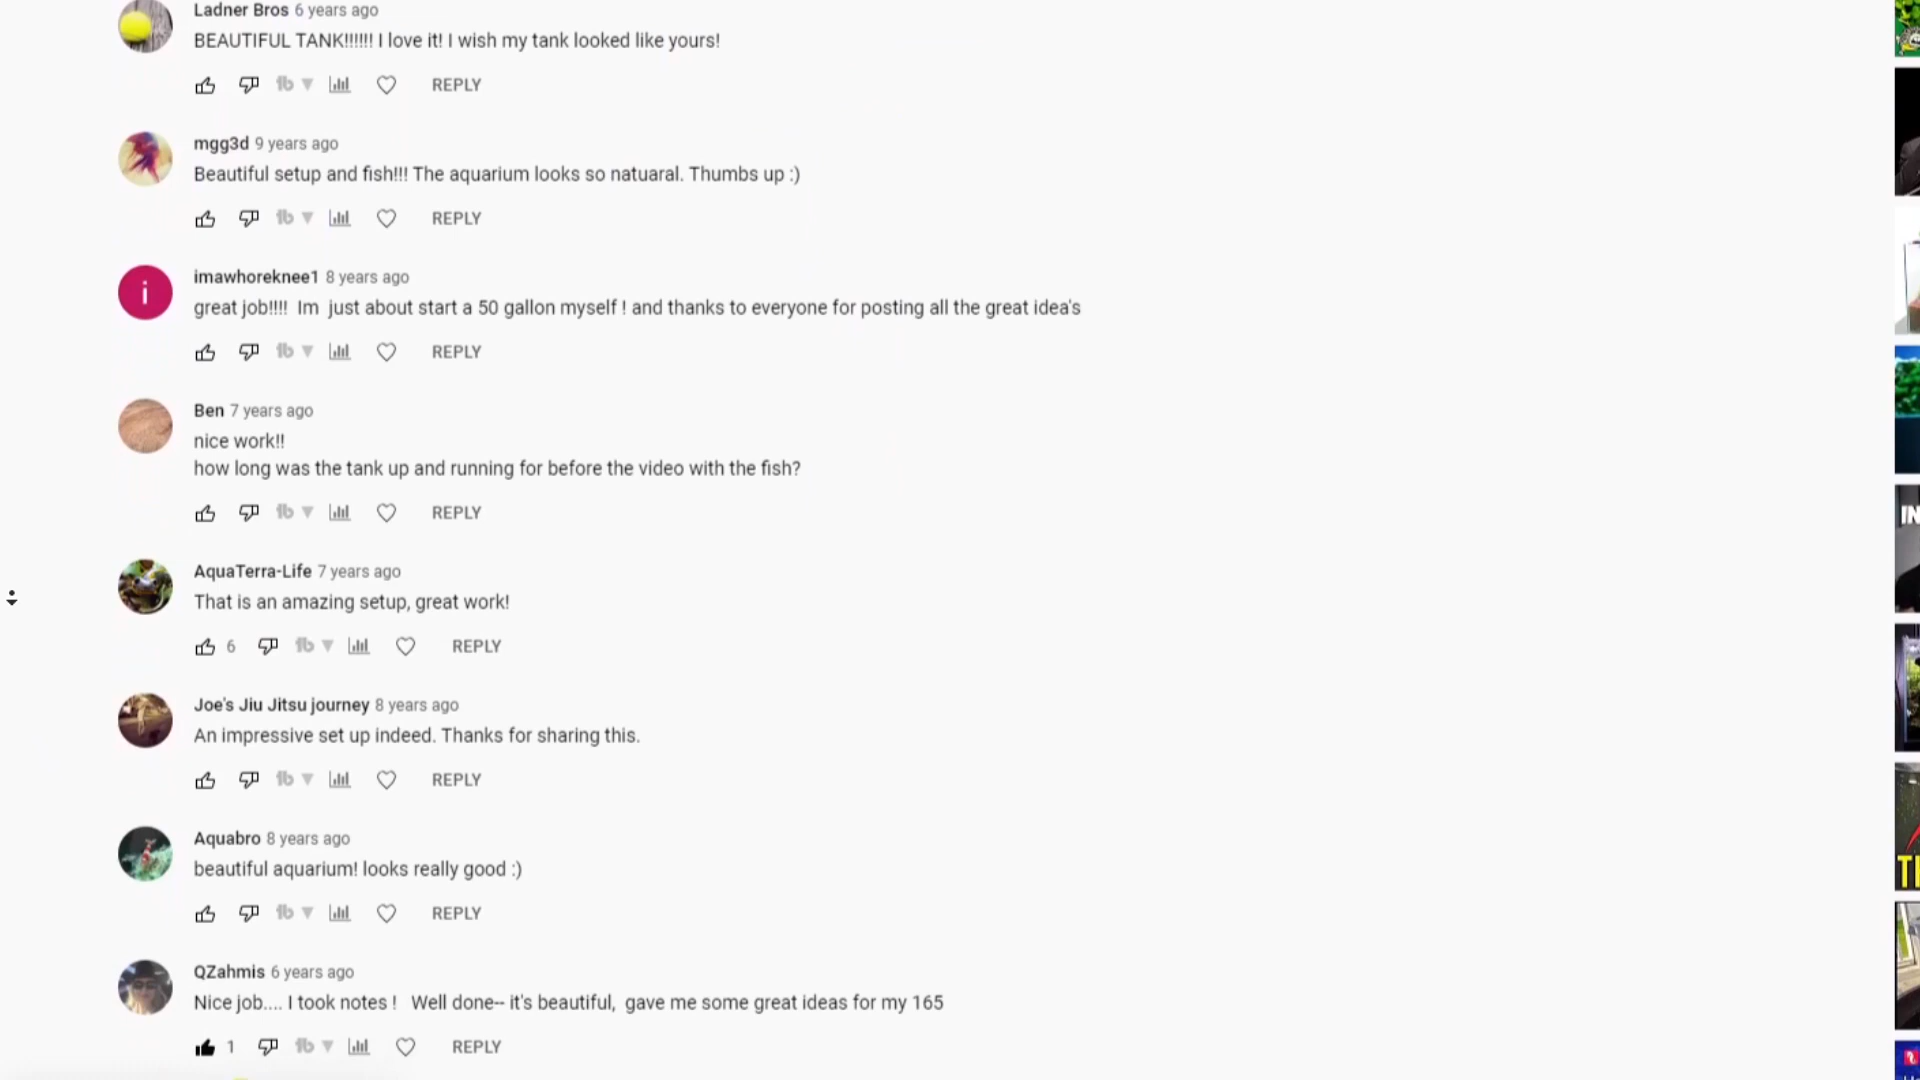 Ladner Bros 6 years ago
BEAUTIFUL TANK!!!!!! I love it! I wish my tank looked like yours!
REPLY
mgg3d 9 years ago
Beautiful setup and fish!!! The aquarium looks so natuaral. Thumbs up :)
REPLY
i
imawhoreknee1 8 years ago
great job!!!! Im just about start a 50 gallon myself ! and thanks to everyone for posting all the great idea's
REPLY
Ben 7 years ago
nice work!!
how long was the tank up and running for before the video with the fish?
REPLY
IN
AquaTerra-Life 7 years ago
That is an amazing setup, great work!
6 REPLY
Joe's Jiu Jitsu journey 8 years ago
An impressive set up indeed. Thanks for sharing this.
REPLY
Aquabro 8 years ago
beautiful aquarium! looks really good :)
REPLY
QZahmis 6 years ago
Nice job.... I took notes ! Well done-- it's beautiful, gave me some great ideas for my 165
1 REPLY